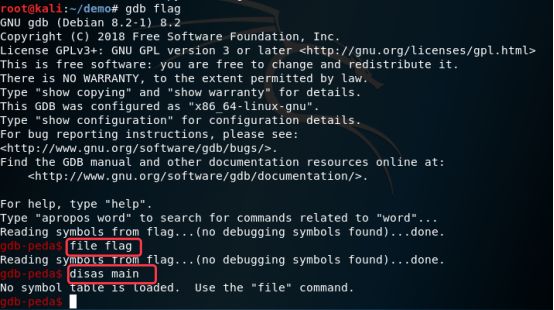 root@kali:~/demo# gdb flag
GNU gdb (Debian 8.2-1) 8.2
Copyright (C) 2018 Free Software Foundation, Inc.
License GPLv3+: GNU GPL version 3 or later <http://gnu.org/licenses/gpl.html>
This is free software: you are free to change and redistribute it.
There is NO WARRANTY, to the extent permitted by law.
Type "show copying" and "show warranty" for details.
This GDB was configured as "x86_64-linux-gnu".
Type "show configuration" for configuration details.
For bug reporting instructions, please see:
<http://www.gnu.org/software/gdb/bugs/>.
Find the GDB manual and other documentation resources online at:
    <http://www.gnu.org/software/gdb/documentation/>.

For help, type "help".
Type "apropos word" to search for commands related to "word"...
Reading symbols from flag...(no debugging symbols found)...done.
gdb-peda$ file flag
Reading symbols from flag...(no debugging symbols found)...done.
gdb-peda$ disas main
No symbol table is loaded.  Use the "file" command.
gdb-peda$